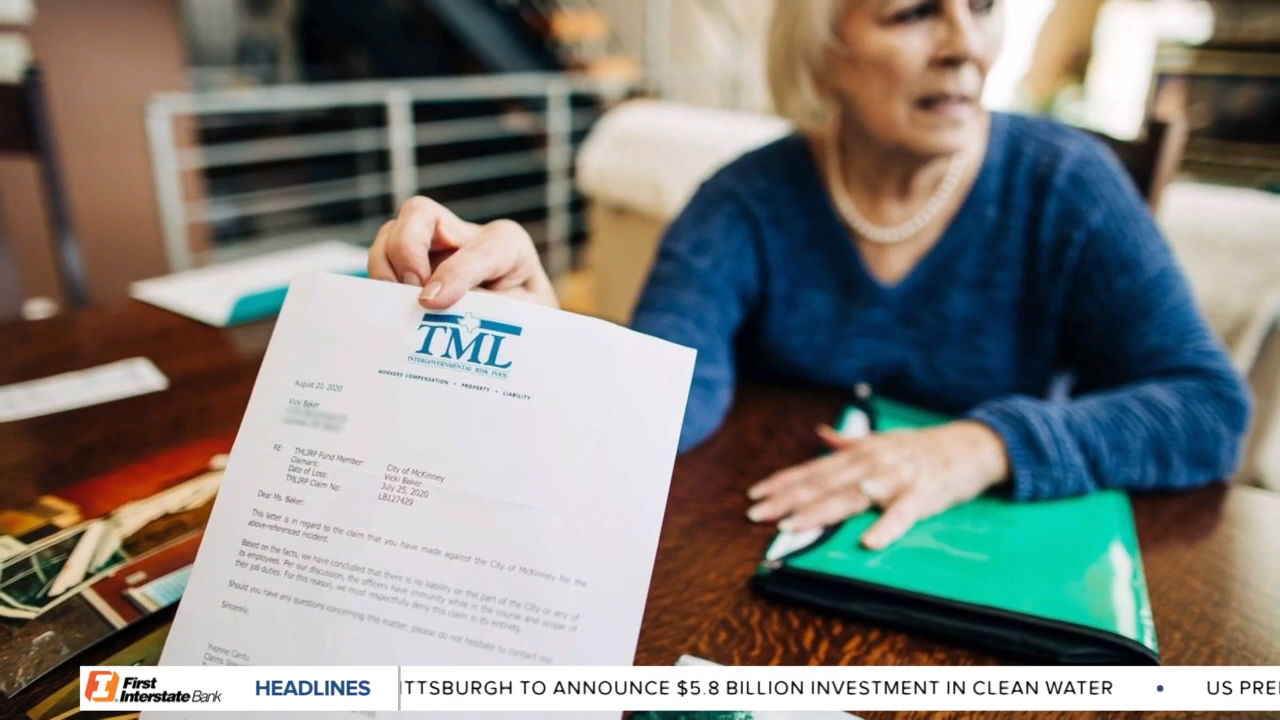 TML
INTERGOVERNMENTAL RISK POOL
WORKERS COMPENSATION • PROPERTY • LIABILITY
August 20, 2020
Vicki Baker
RE: TMLIRP Fund Member: City of McKinney
Claimant: Vicki Baker
Date of Loss: July 25, 2020
TMLIRP Claim No: LB127429
Dear Ms. Baker:
This letter is in regard to the claim that you have made against the City of McKinney for the
above-referenced incident.
Based on the facts, we have concluded that there is no liability on the part of the City or any of
its employees. Per our discussion, the officers have immunity while in the course and scope of
their job duties. For this reason, we must respectfully deny this claim in its entirety.
Should you have any questions concerning this matter, please do not hesitate to contact me.
Sincerely,
Yvonne Cantu
Claims
First
Interstate Bank
HEADLINES
ITTSBURGH TO ANNOUNCE $5.8 BILLION INVESTMENT IN CLEAN WATER • US PRE